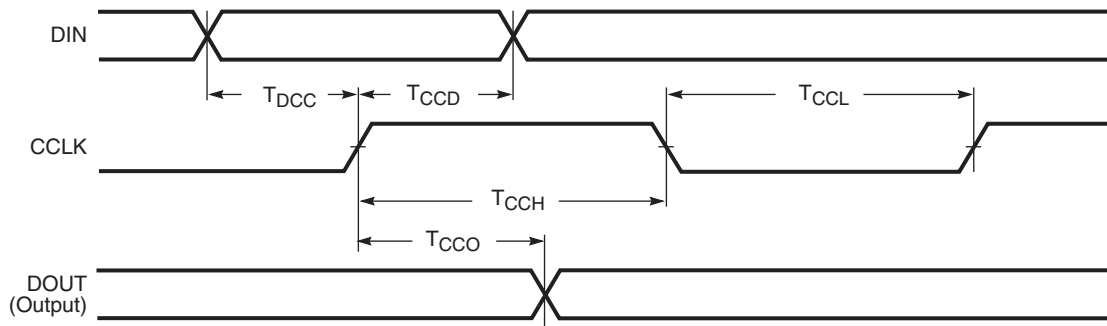 DIN
TDCC
TCCD
TCCL
CCLK
TCCH
TCCO
DOUT
(Output)